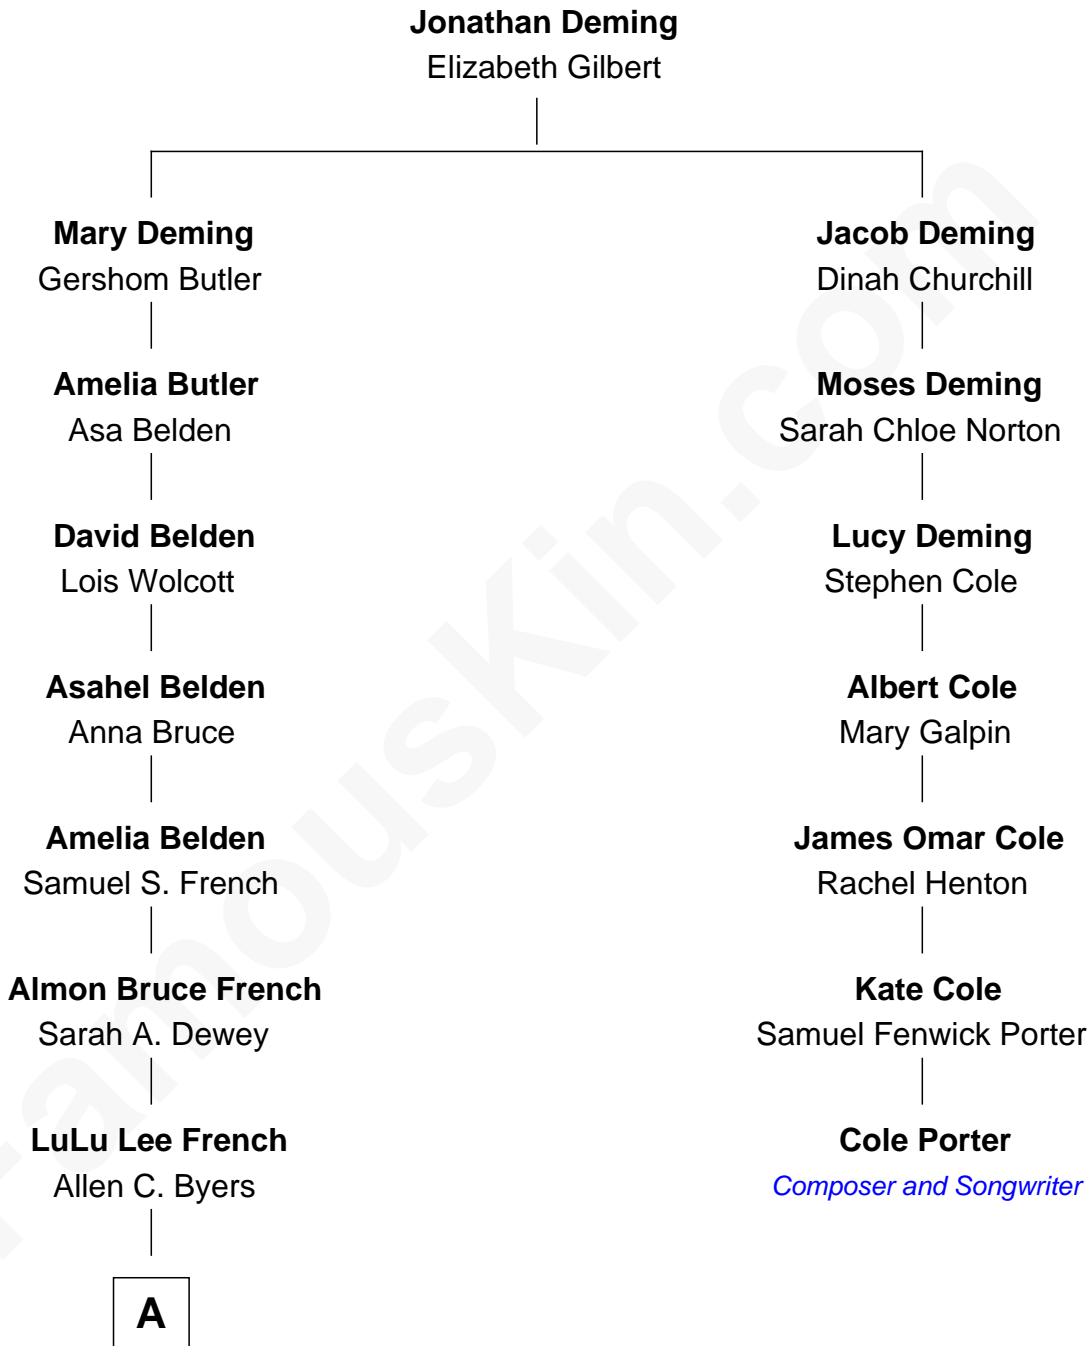 Jonathan Deming
Elizabeth Gilbert
Mary Deming
Gershom Butler
Jacob Deming
Dinah Churchill
Amelia Butler
Asa Belden
Moses Deming
Sarah Chloe Norton
David Belden
Lois Wolcott
Lucy Deming
Stephen Cole
Asahel Belden
Anna Bruce
Albert Cole
Mary Galpin
Amelia Belden
Samuel S. French
James Omar Cole
Rachel Henton
Almon Bruce French
Sarah A. Dewey
Kate Cole
Samuel Fenwick Porter
LuLu Lee French
Allen C. Byers
Cole Porter
Composer and Songwriter
A
FamousKin.com